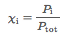 χi = Pi / Ptot